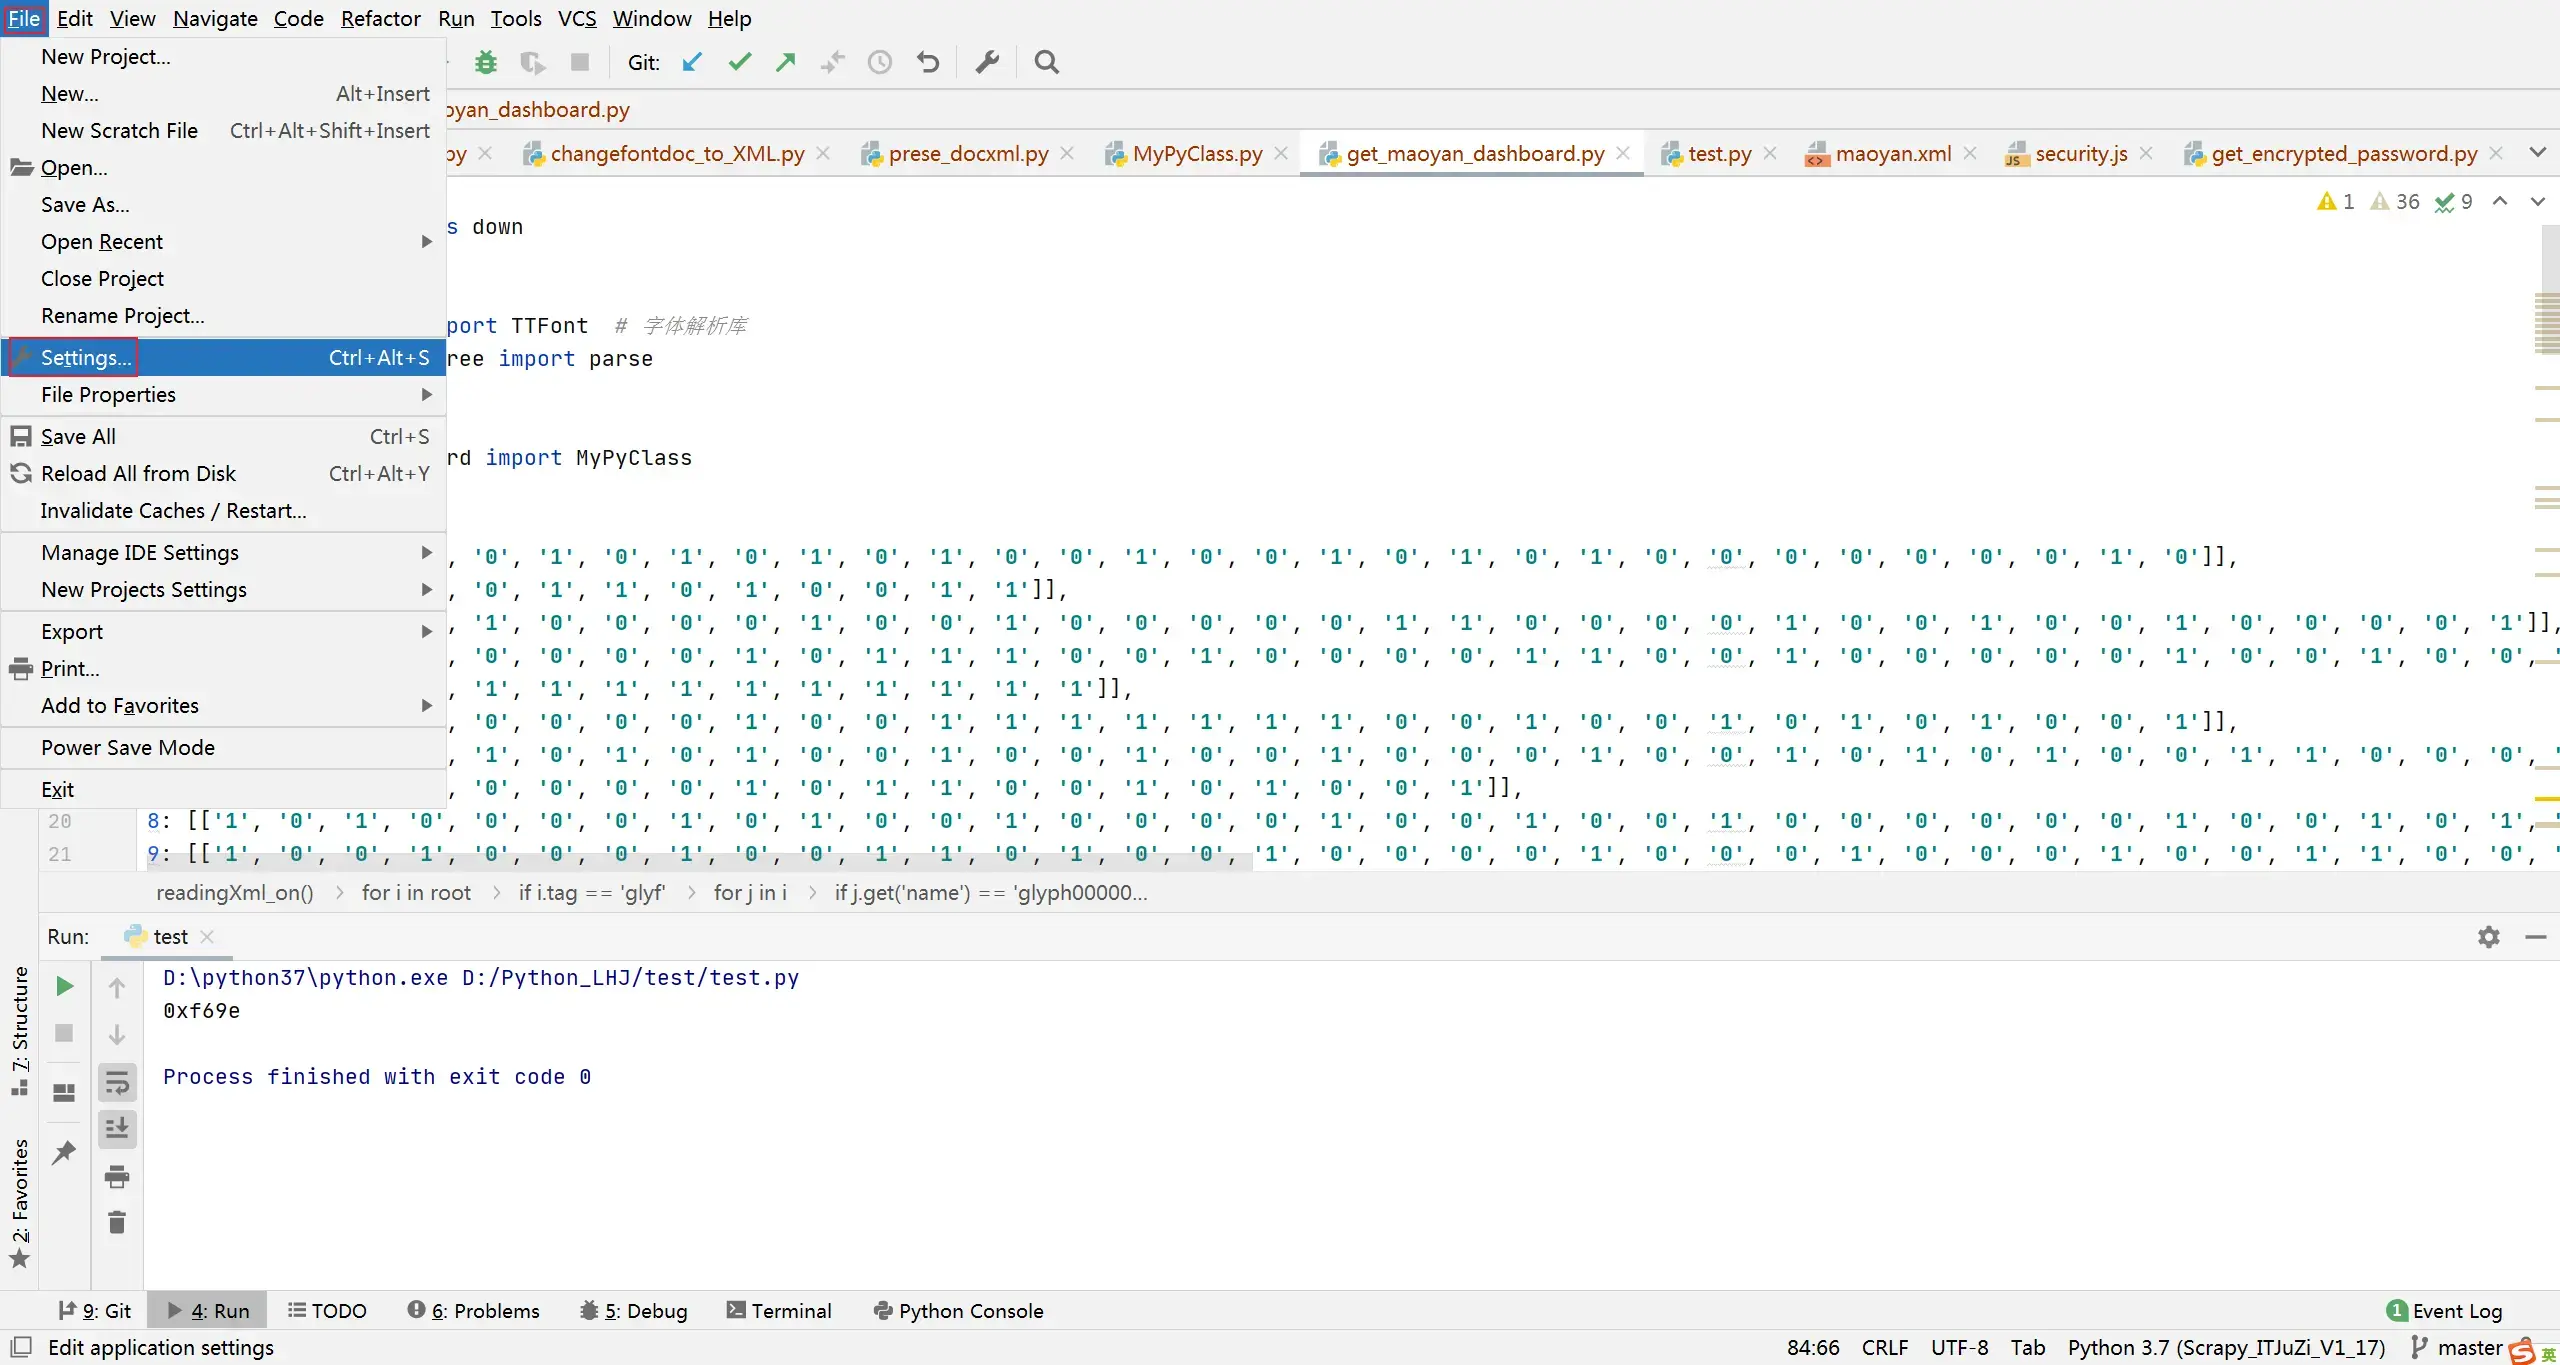 File Edit View Navigate Code Refactor Run Tools VCS Window Help
New Project...
New... Alt+Insert
New Scratch File Ctrl+Alt+Shift+Insert
Open...
Save As...
Open Recent
Close Project
Rename Project...
Settings... Ctrl+Alt+S
File Properties
Save All Ctrl+S
Reload All from Disk Ctrl+Alt+Y
Invalidate Caches / Restart...
Manage IDE Settings
New Projects Settings
Export
Print...
Add to Favorites
Power Save Mode
Exit
Git:
oyan_dashboard.py
py changefontdoc_to_XML.py prese_docxml.py MyPyClass.py get_maoyan_dashboard.py test.py maoyan.xml security.js get_encrypted_password.py
1 36 9
s down
port TTFont # 字体解析库
ree import parse
rd import MyPyClass
, '0', '1', '0', '1', '0', '1', '0', '1', '0', '0', '1', '0', '0', '1', '0', '1', '0', '1', '0', '0', '0', '0', '0', '0', '0', '1', '0']],
, '0', '1', '1', '0', '1', '0', '0', '1', '1']],
, '1', '0', '0', '0', '0', '1', '0', '0', '1', '0', '0', '0', '0', '0', '1', '1', '0', '0', '0', '0', '1', '0', '0', '1', '0', '0', '1', '0', '0', '0', '0', '1']],
, '0', '0', '0', '0', '1', '0', '1', '1', '1', '0', '0', '1', '0', '0', '0', '0', '1', '1', '0', '0', '1', '0', '0', '0', '0', '0', '1', '0', '0', '1', '0', '0', '
, '1', '1', '1', '1', '1', '1', '1', '1', '1', '1']],
, '0', '0', '0', '0', '1', '0', '0', '1', '1', '1', '1', '1', '1', '1', '0', '0', '1', '0', '0', '1', '0', '1', '0', '1', '0', '0', '1']],
, '1', '0', '1', '0', '1', '0', '0', '1', '0', '0', '1', '0', '0', '1', '0', '0', '0', '1', '0', '0', '1', '0', '1', '0', '1', '0', '0', '1', '1', '0', '0', '0', '
, '0', '0', '0', '0', '1', '0', '1', '1', '0', '0', '1', '0', '1', '0', '0', '1']],
20 8: [['1', '0', '1', '0', '0', '0', '0', '1', '0', '1', '0', '0', '1', '0', '0', '0', '0', '1', '0', '0', '1', '0', '0', '1', '0', '0', '0', '0', '0', '0', '1', '0', '0', '1', '0', '1', '
21 9: [['1', '0', '0', '1', '0', '0', '0', '1', '0', '0', '1', '1', '0', '1', '0', '0', '1', '0', '0', '0', '0', '1', '0', '0', '0', '1', '0', '0', '0', '1', '0', '0', '1', '1', '0', '0', '
readingXml_on() for i in root if i.tag == 'glyf' for j in i if j.get('name') == 'glyph00000...
Run: test
D:\python37\python.exe D:/Python_LHJ/test/test.py
0xf69e
Process finished with exit code 0
7: Structure
2: Favorites
9: Git 4: Run TODO 6: Problems 5: Debug Terminal Python Console 1 Event Log
Edit application settings 84:66 CRLF UTF-8 Tab Python 3.7 (Scrapy_ITJuZi_V1_17) master 英